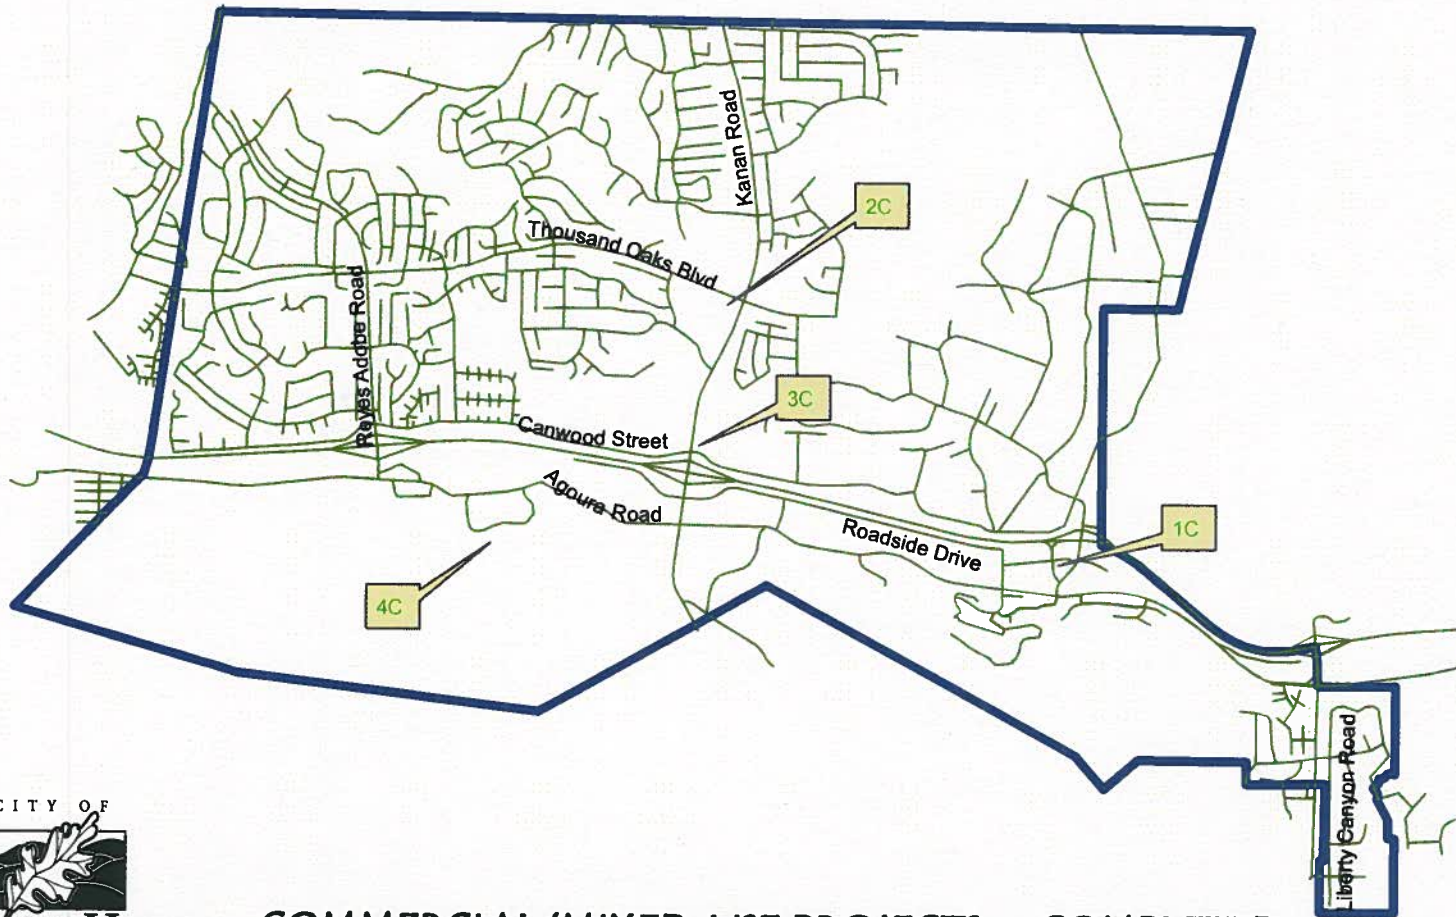 Kanan Road
2C
Thousand Oaks Blvd
Reyes Adobe Road
3C
Canwood Street
Agoura Road
Roadside Drive
1C
4C
Liberty Canyon Road
CITY OF